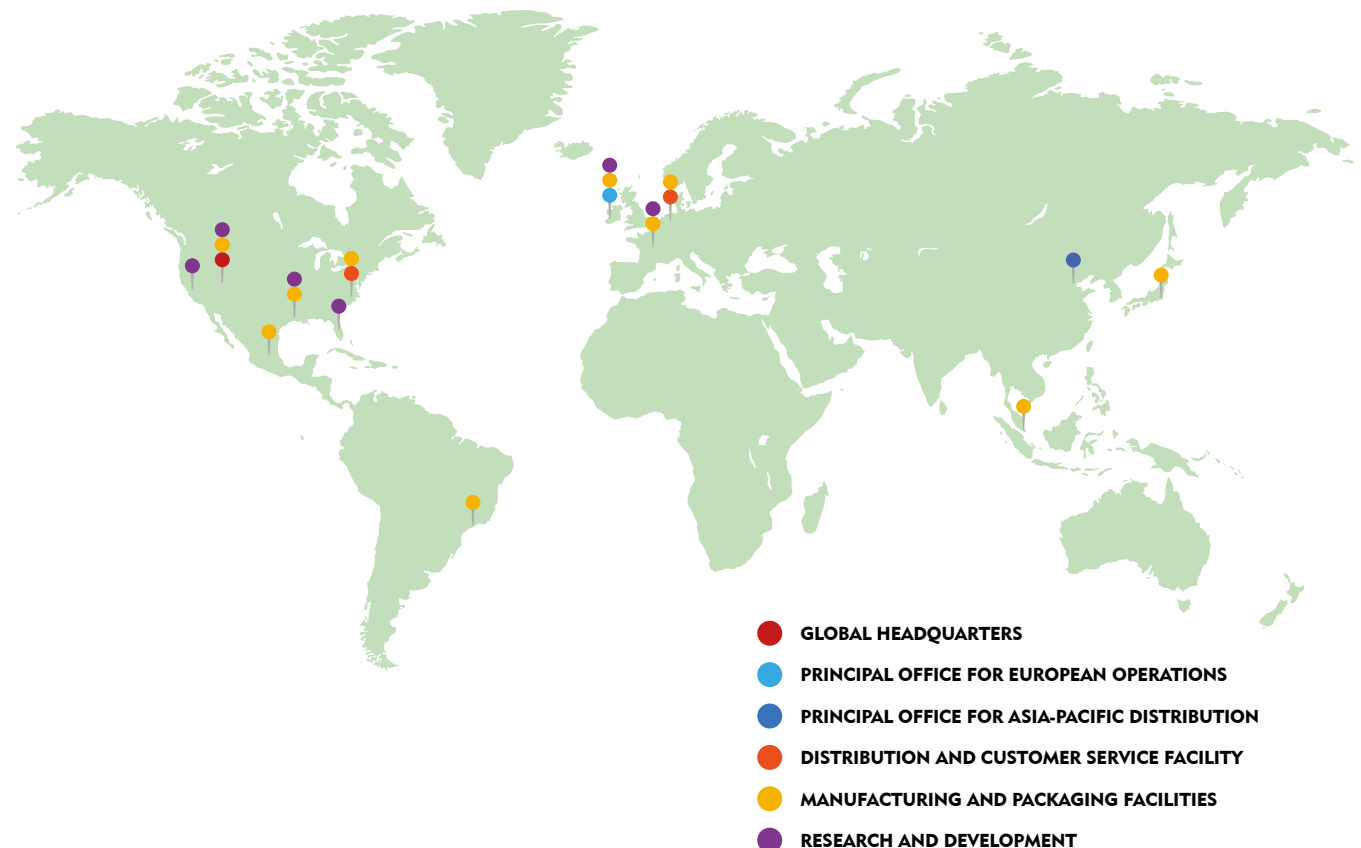 GLOBAL HEADQUARTERS
PRINCIPAL OFFICE FOR EUROPEAN OPERATIONS
PRINCIPAL OFFICE FOR ASIA-PACIFIC DISTRIBUTION
DISTRIBUTION AND CUSTOMER SERVICE FACILITY
MANUFACTURING AND PACKAGING FACILITIES
RESEARCH AND DEVELOPMENT